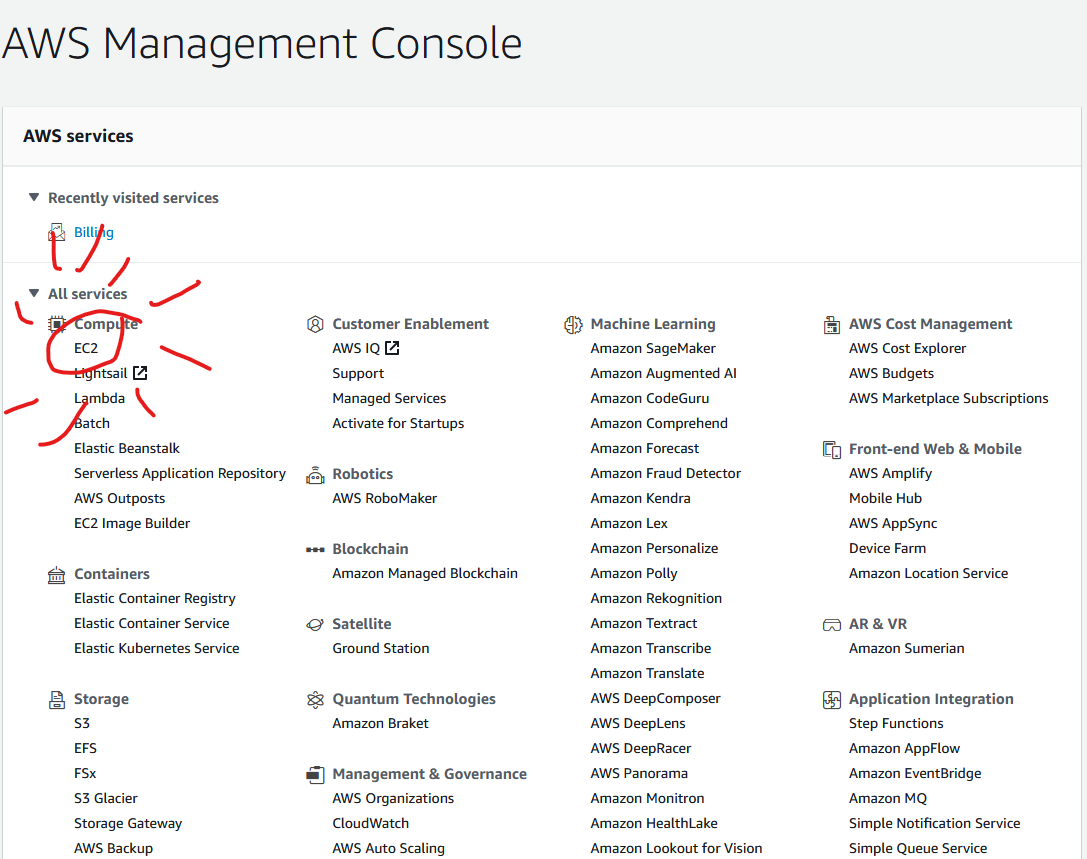 AWS Management Console
AWS services
Recently visited services
Billing
All services
Compute
EC2
Lightsail
Lambda
Batch
Elastic Beanstalk
Serverless Application Repository
AWS Outposts
EC2 Image Builder
Containers
Elastic Container Registry
Elastic Container Service
Elastic Kubernetes Service
Storage
S3
EFS
FSx
S3 Glacier
Storage Gateway
AWS Backup
Customer Enablement
AWS IQ
Support
Managed Services
Activate for Startups
Robotics
AWS RoboMaker
Blockchain
Amazon Managed Blockchain
Satellite
Ground Station
Quantum Technologies
Amazon Braket
Management & Governance
AWS Organizations
CloudWatch
AWS Auto Scaling
Machine Learning
Amazon SageMaker
Amazon Augmented AI
Amazon CodeGuru
Amazon Comprehend
Amazon Forecast
Amazon Fraud Detector
Amazon Kendra
Amazon Lex
Amazon Personalize
Amazon Polly
Amazon Rekognition
Amazon Textract
Amazon Transcribe
Amazon Translate
AWS DeepComposer
AWS DeepLens
AWS DeepRacer
AWS Panorama
Amazon Monitron
Amazon HealthLake
Amazon Lookout for Vision
AWS Cost Management
AWS Cost Explorer
AWS Budgets
AWS Marketplace Subscriptions
Front-end Web & Mobile
AWS Amplify
Mobile Hub
AWS AppSync
Device Farm
Amazon Location Service
AR & VR
Amazon Sumerian
Application Integration
Step Functions
Amazon AppFlow
Amazon EventBridge
Amazon MQ
Simple Notification Service
Simple Queue Service